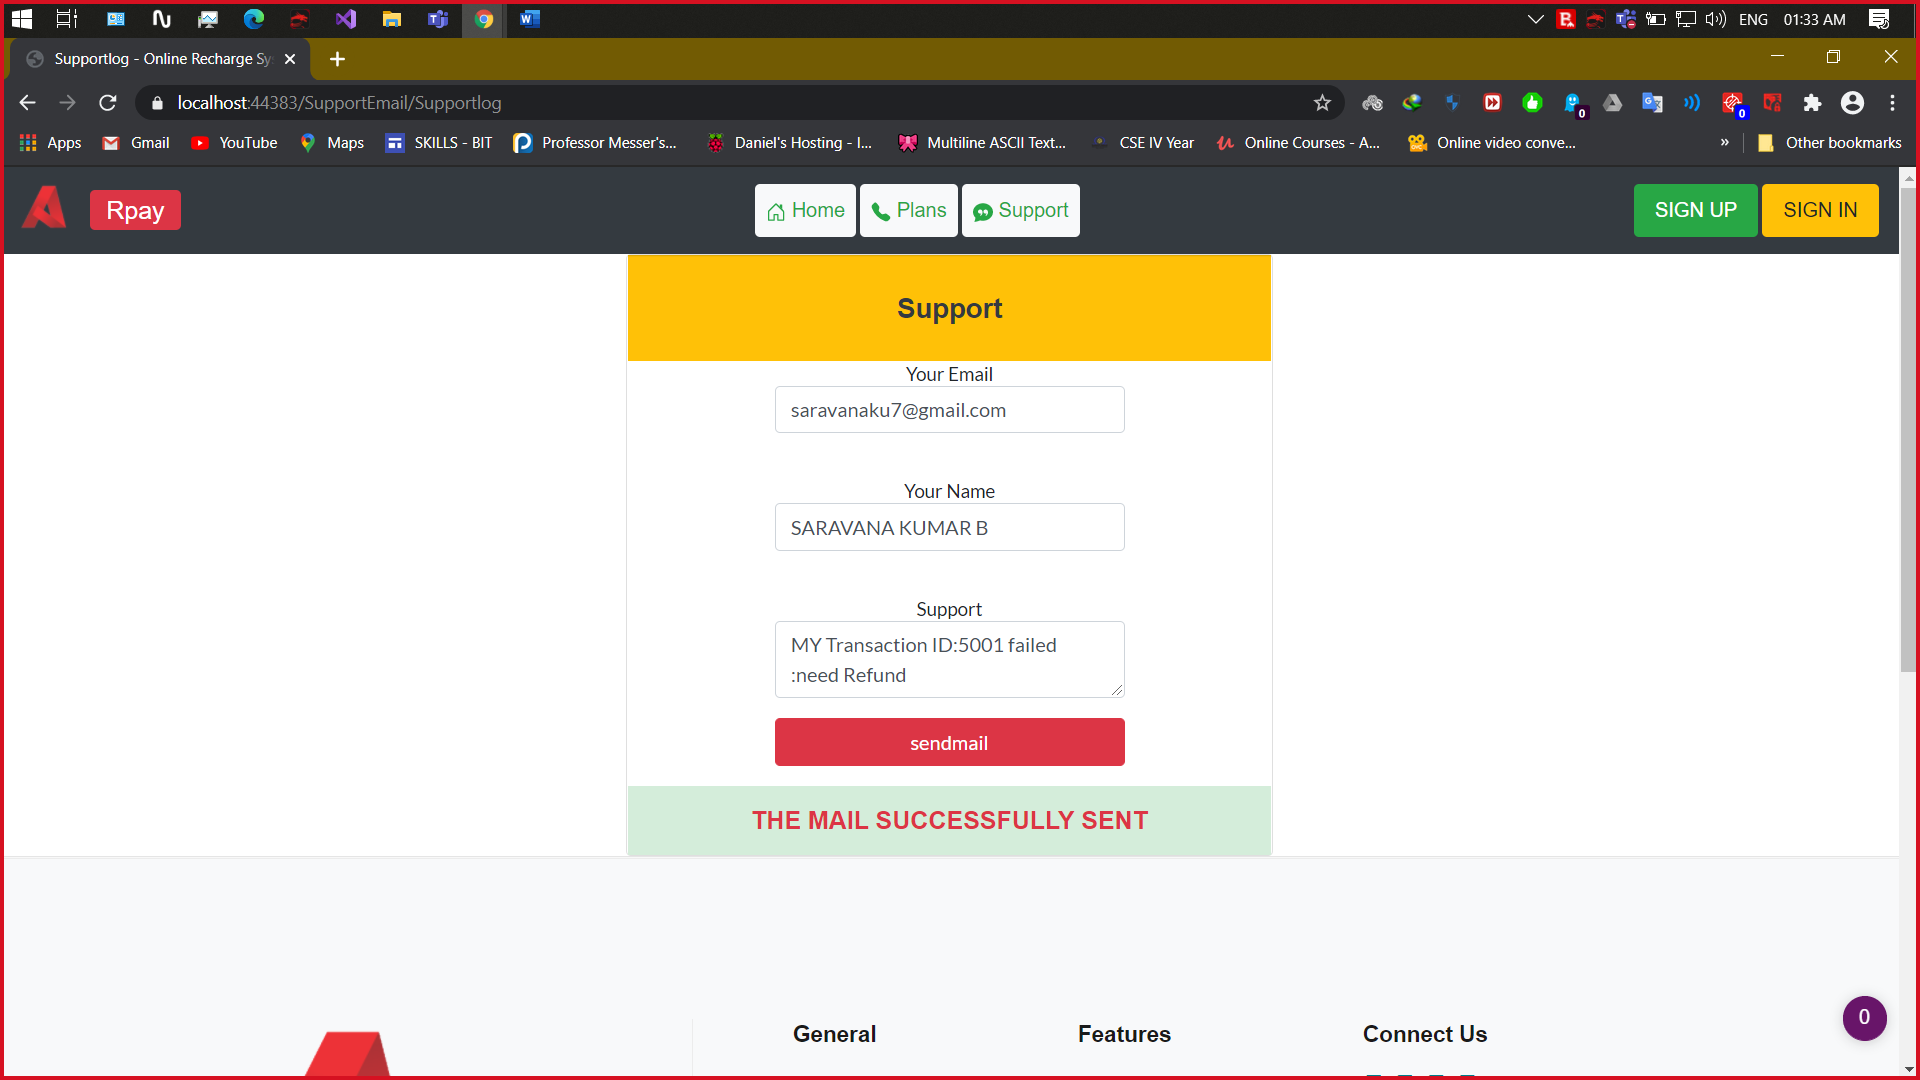 ENG 01:33 AM
Supportlog - Online Recharge Sy
localhost:44383/SupportEmail/Supportlog
Apps Gmail YouTube Maps SKILLS - BIT Professor Messer's... Daniel's Hosting - I... Multiline ASCII Text... CSE IV Year Online Courses - A... Online video conve... » Other bookmarks
Rpay Home Plans Support SIGN UP SIGN IN
Support
Your Email
saravanaku7@gmail.com
Your Name
SARAVANA KUMAR B
Support
MY Transaction ID:5001 failed
:need Refund
sendmail
THE MAIL SUCCESSFULLY SENT
0
General Features Connect Us